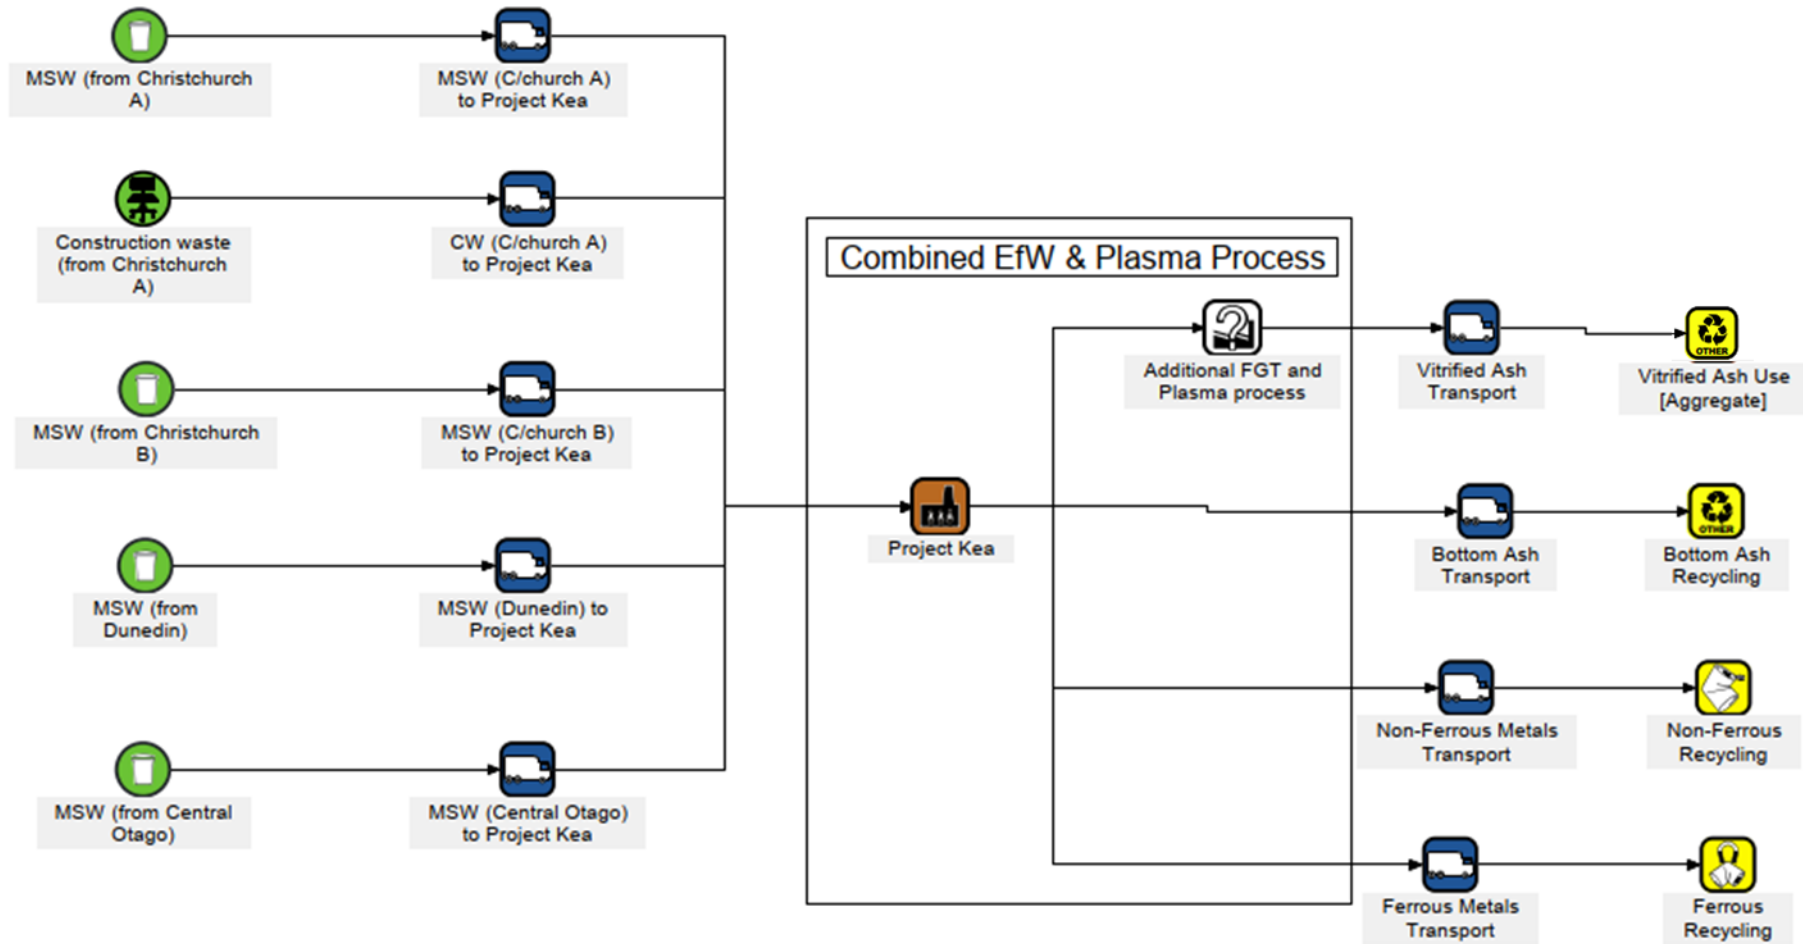 MSW (from Christchurch
A)
MSW (C/church A)
to Project Kea
Construction waste
(from Christchurch
A)
CW (C/church A)
to Project Kea
MSW (from Christchurch
B)
MSW (C/church B)
to Project Kea
MSW (from
Dunedin)
MSW (Dunedin) to
Project Kea
MSW (from Central
Otago)
MSW (Central Otago)
to Project Kea
Combined EfW & Plasma Process
Project Kea
Additional FGT and
Plasma process
Vitrified Ash
Transport
OTHER
Vitrified Ash Use
[Aggregate]
Bottom Ash
Transport
OTHER
Bottom Ash
Recycling
Non-Ferrous Metals
Transport
Non-Ferrous
Recycling
Ferrous Metals
Transport
Ferrous
Recycling